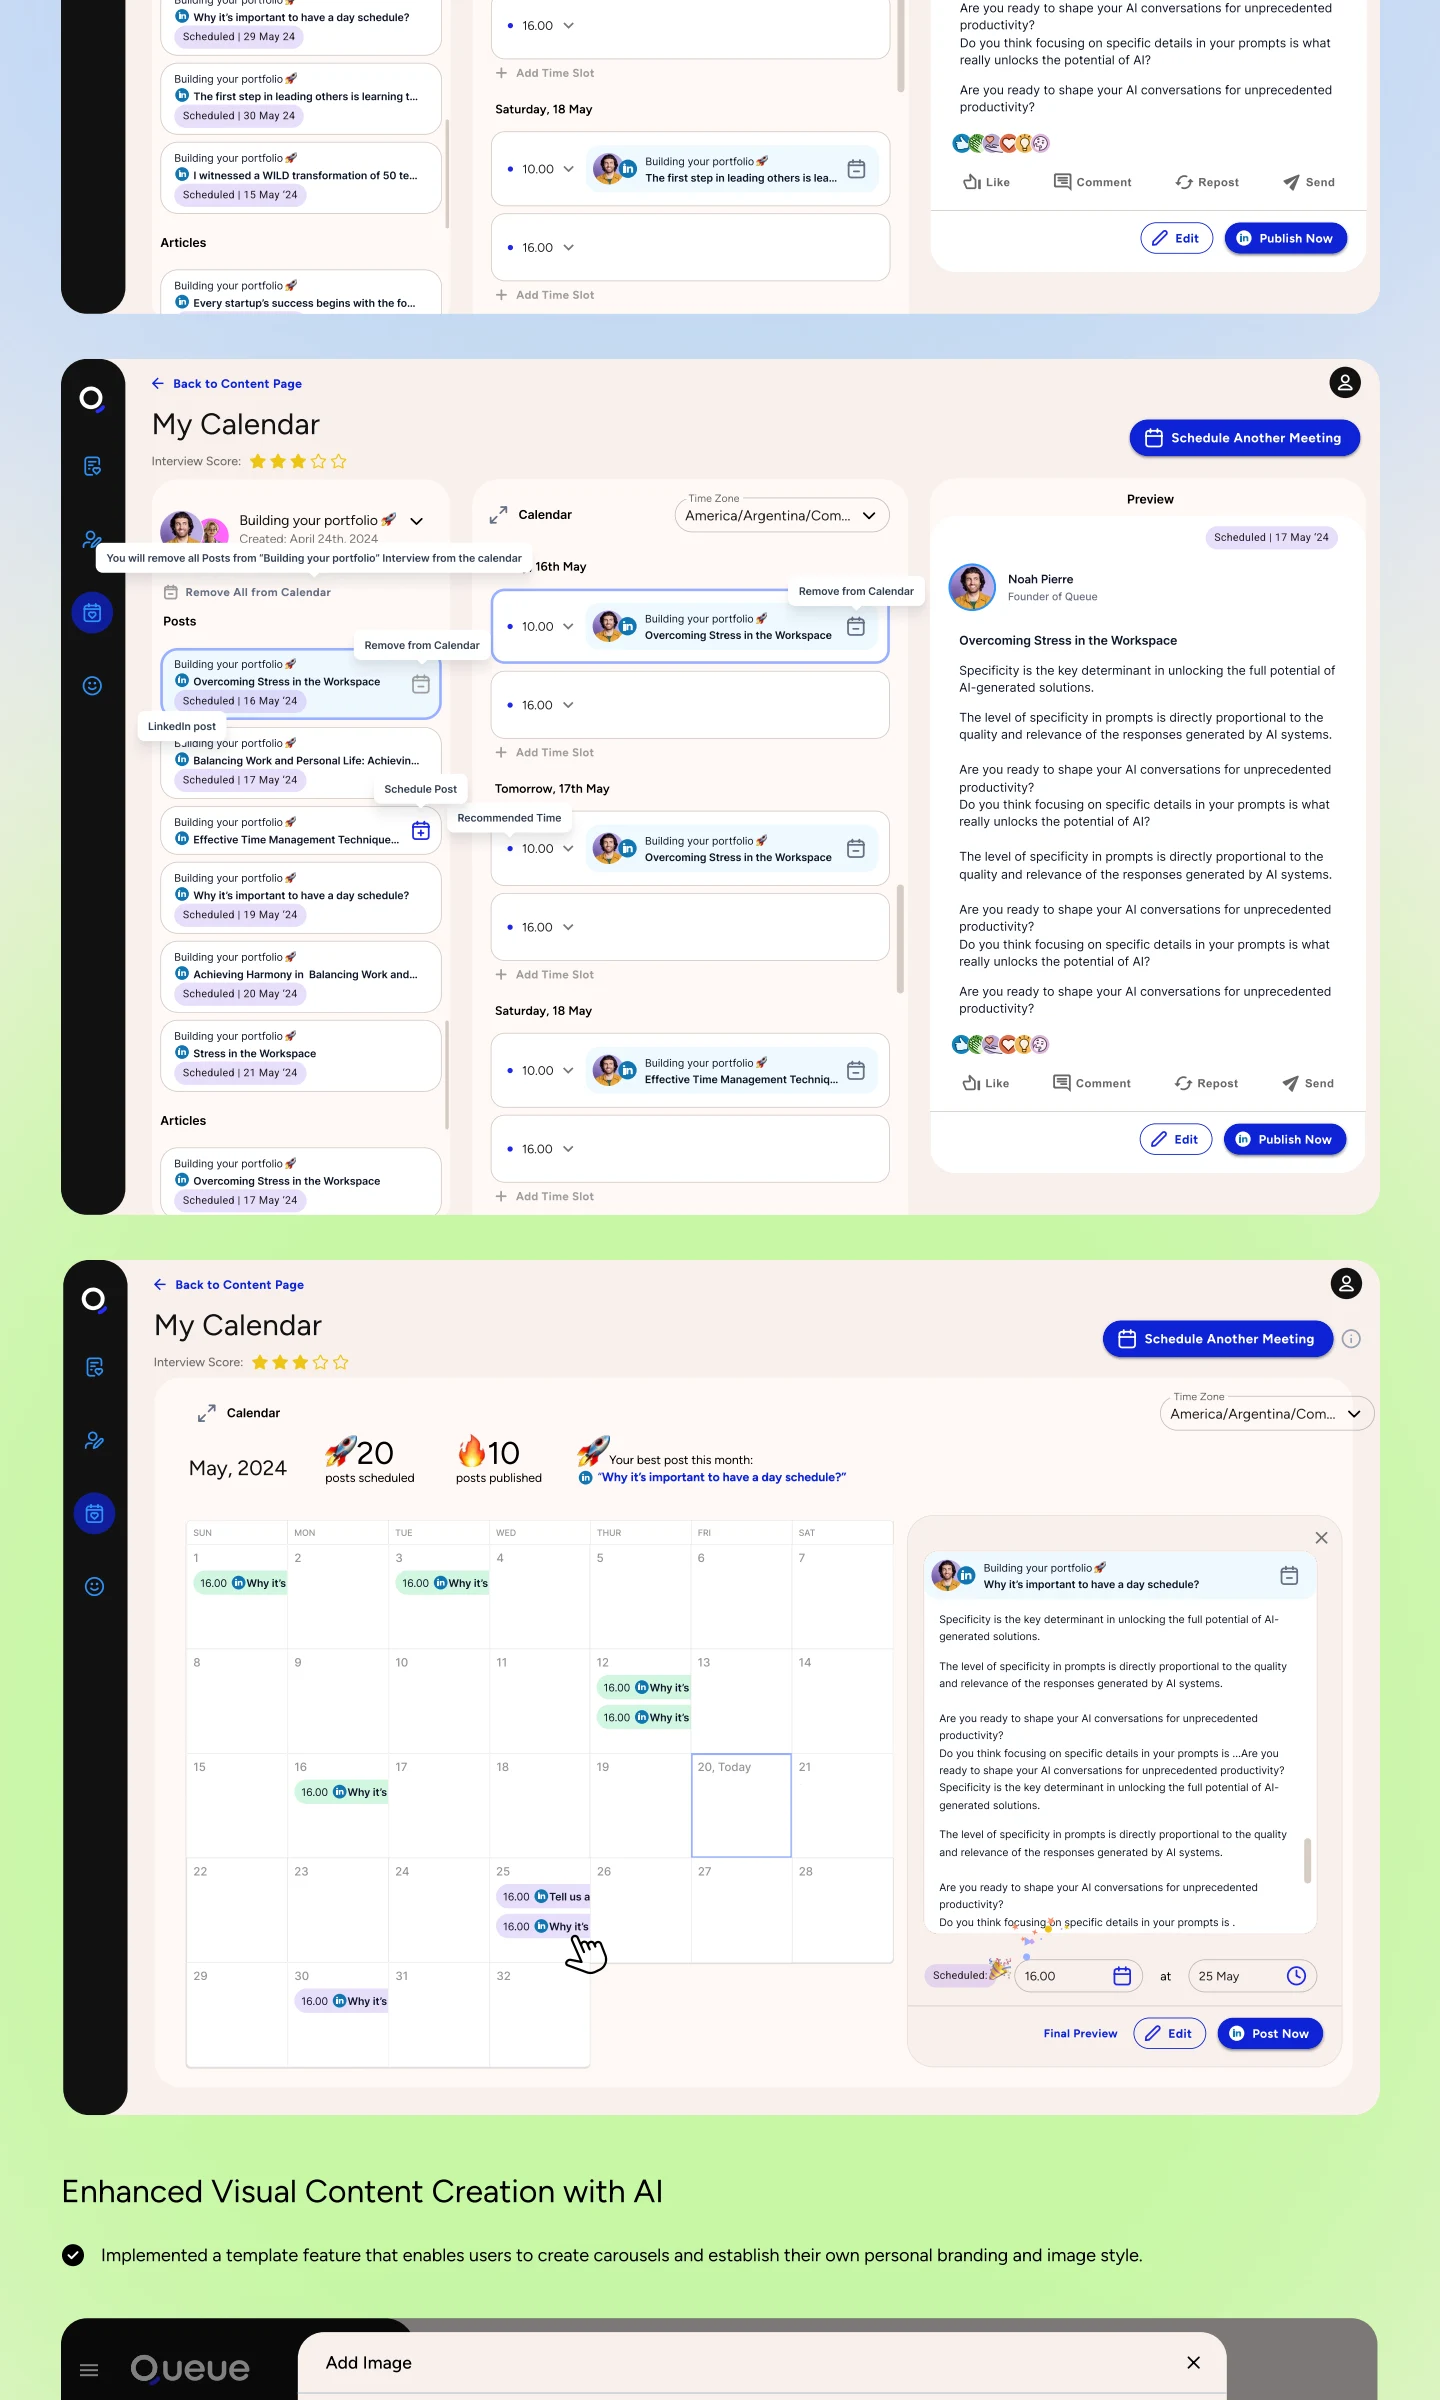 Building your portfolio
Why it's important to have a day schedule?
Scheduled | 29 May 24
Building your portfolio
The first step in leading others is learning t...
Scheduled | 30 May 24
Building your portfolio
I witnessed a WILD transformation of 50 te...
Scheduled | 15 May '24
Articles
Building your portfolio
Every startup's success begins with the fo...
16.00
Add Time Slot
Saturday, 18 May
10.00
Building your portfolio
The first step in leading others is lea...
16.00
Add Time Slot
Are you ready to shape your AI conversations for unprecedented
productivity?
Do you think focusing on specific details in your prompts is what
really unlocks the potential of AI?
Are you ready to shape your AI conversations for unprecedented
productivity?
Like
Comment
Repost
Send
Edit
Publish Now
Back to Content Page
My Calendar
Interview Score:
Schedule Another Meeting
Building your portfolio
Created: April 24th, 2024
You will remove all Posts from "Building your portfolio" Interview from the calendar
Remove All from Calendar
Posts
Remove from Calendar
Building your portfolio
Overcoming Stress in the Workspace
Scheduled | 16 May '24
LinkedIn post
Building your portfolio
Balancing Work and Personal Life: Achievin...
Scheduled | 17 May '24
Schedule Post
Building your portfolio
Effective Time Management Technique...
Building your portfolio
Why it's important to have a day schedule?
Scheduled | 19 May '24
Building your portfolio
Achieving Harmony in Balancing Work and...
Scheduled | 20 May '24
Building your portfolio
Stress in the Workspace
Scheduled | 21 May '24
Articles
Building your portfolio
Overcoming Stress in the Workspace
Scheduled | 17 May '24
Calendar
Time Zone
America/Argentina/Com...
, 16th May
Remove from Calendar
10.00
Building your portfolio
Overcoming Stress in the Workspace
16.00
Add Time Slot
Tomorrow, 17th May
Recommended Time
10.00
Building your portfolio
Overcoming Stress in the Workspace
16.00
Add Time Slot
Saturday, 18 May
10.00
Building your portfolio
Effective Time Management Techniq...
16.00
Add Time Slot
Preview
Scheduled | 17 May '24
Noah Pierre
Founder of Queue
Overcoming Stress in the Workspace
Specificity is the key determinant in unlocking the full potential of
AI-generated solutions.
The level of specificity in prompts is directly proportional to the
quality and relevance of the responses generated by AI systems.
Are you ready to shape your AI conversations for unprecedented
productivity?
Do you think focusing on specific details in your prompts is what
really unlocks the potential of AI?
The level of specificity in prompts is directly proportional to the
quality and relevance of the responses generated by AI systems.
Are you ready to shape your AI conversations for unprecedented
productivity?
Do you think focusing on specific details in your prompts is what
really unlocks the potential of AI?
Are you ready to shape your AI conversations for unprecedented
productivity?
Like
Comment
Repost
Send
Edit
Publish Now
Back to Content Page
My Calendar
Interview Score:
Schedule Another Meeting
Calendar
Time Zone
America/Argentina/Com...
May, 2024
20
posts scheduled
10
posts published
Your best post this month:
"Why it's important to have a day schedule?"
SUN MON TUE WED THUR FRI SAT
1 2 3 4 5 6 7
16.00 Why it's
16.00 Why it's
8 9 10 11 12 13 14
16.00 Why it's
16.00 Why it's
15 16 17 18 19 20, Today 21
16.00 Why it's
22 23 24 25 26 27 28
16.00 Tell us a
16.00 Why it's
29 30 31 32
16.00 Why it's
Building your portfolio
Why it's important to have a day schedule?
Specificity is the key determinant in unlocking the full potential of AI-
generated solutions.
The level of specificity in prompts is directly proportional to the quality
and relevance of the responses generated by AI systems.
Are you ready to shape your AI conversations for unprecedented
productivity?
Do you think focusing on specific details in your prompts is ...Are you
ready to shape your AI conversations for unprecedented productivity?
Specificity is the key determinant in unlocking the full potential of AI-
generated solutions.
The level of specificity in prompts is directly proportional to the quality
and relevance of the responses generated by AI systems.
Are you ready to shape your AI conversations for unprecedented
productivity?
Do you think focusing on specific details in your prompts is .
Scheduled:
16.00
at
25 May
Final Preview
Edit
Post Now
Enhanced Visual Content Creation with AI
Implemented a template feature that enables users to create carousels and establish their own personal branding and image style.
Queue
Add Image